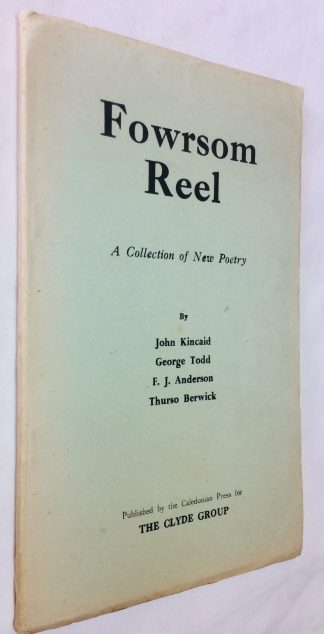 Fowrsom
Reel
A Collection of New Poetry
By
John Kincaid
George Todd
F. J. Anderson
Thurso Berwick
Published by the Caledonian Press for
THE CLYDE GROUP